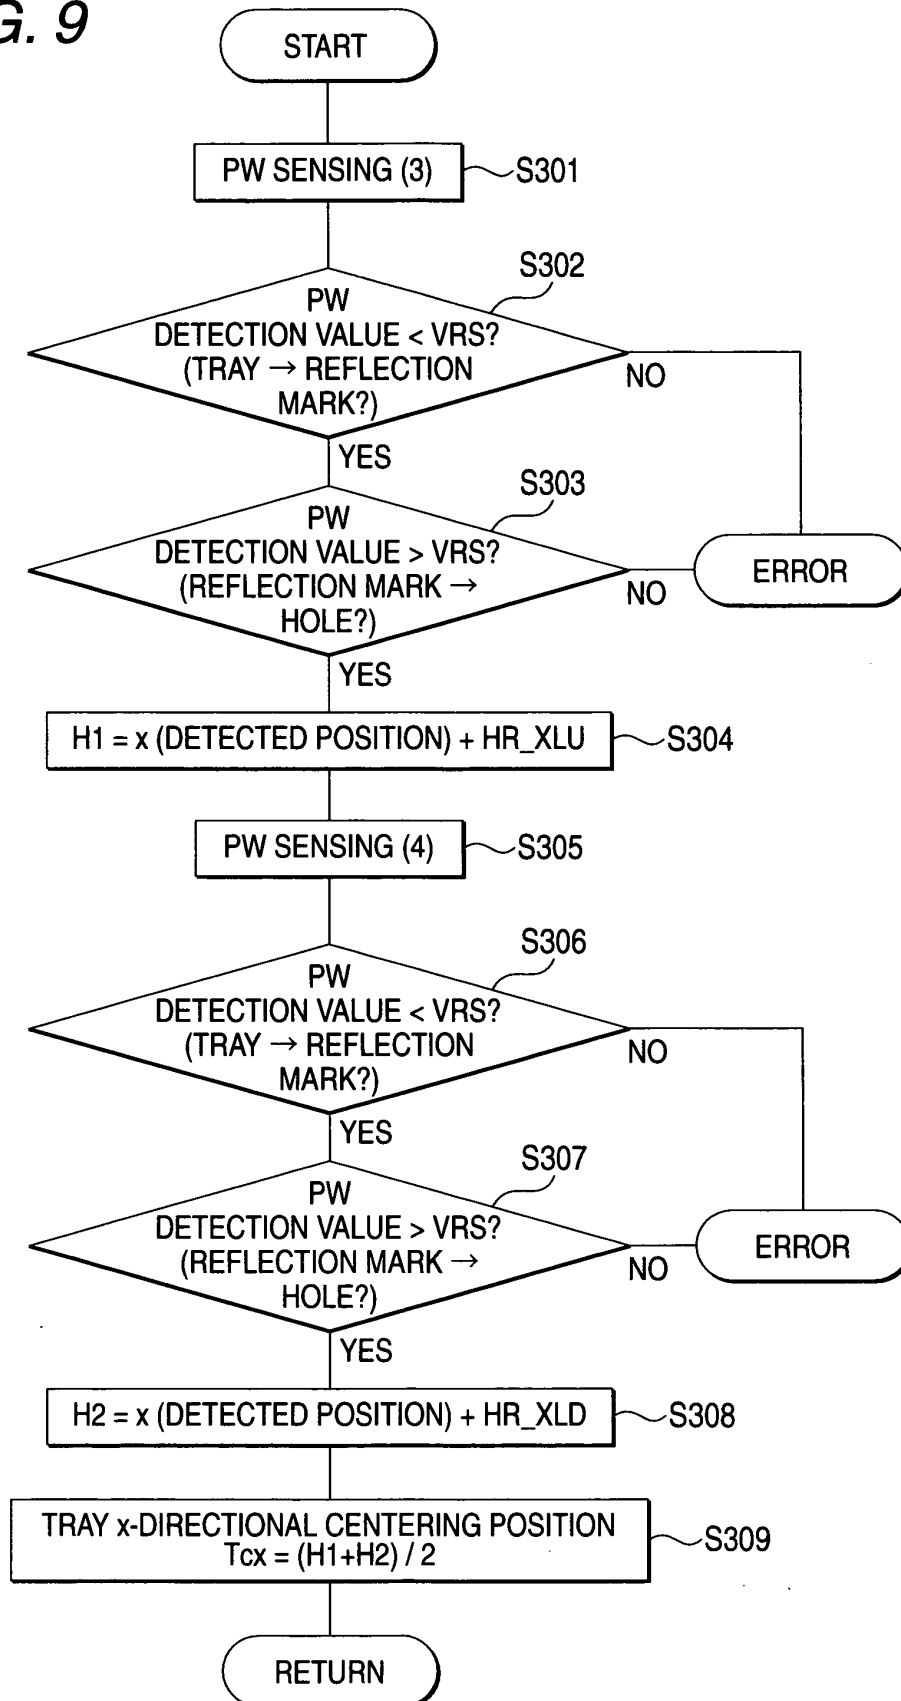 G. 9
START
PW SENSING (3)
S301
S302
PW
DETECTION VALUE < VRS?
(TRAY → REFLECTION
MARK?)
NO
YES
S303
PW
DETECTION VALUE > VRS?
(REFLECTION MARK →
HOLE?)
NO
ERROR
YES
H1 = x (DETECTED POSITION) + HR_XLU
S304
PW SENSING (4)
S305
S306
PW
DETECTION VALUE < VRS?
(TRAY → REFLECTION
MARK?)
NO
YES
S307
PW
DETECTION VALUE > VRS?
(REFLECTION MARK →
HOLE?)
NO
ERROR
YES
H2 = x (DETECTED POSITION) + HR_XLD
S308
TRAY x-DIRECTIONAL CENTERING POSITION
Tcx = (H1+H2) / 2
S309
RETURN